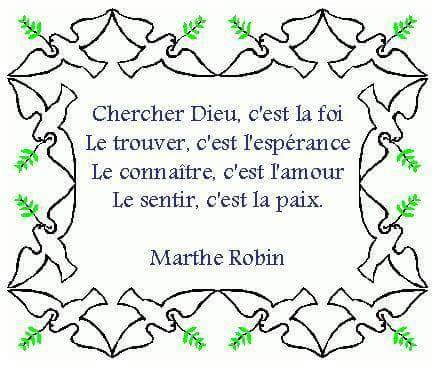 Chercher Dieu, c'est la foi
Le trouver, c'est l'espérance
Le connaître, c'est l'amour
Le sentir, c'est la paix.
Marthe Robin